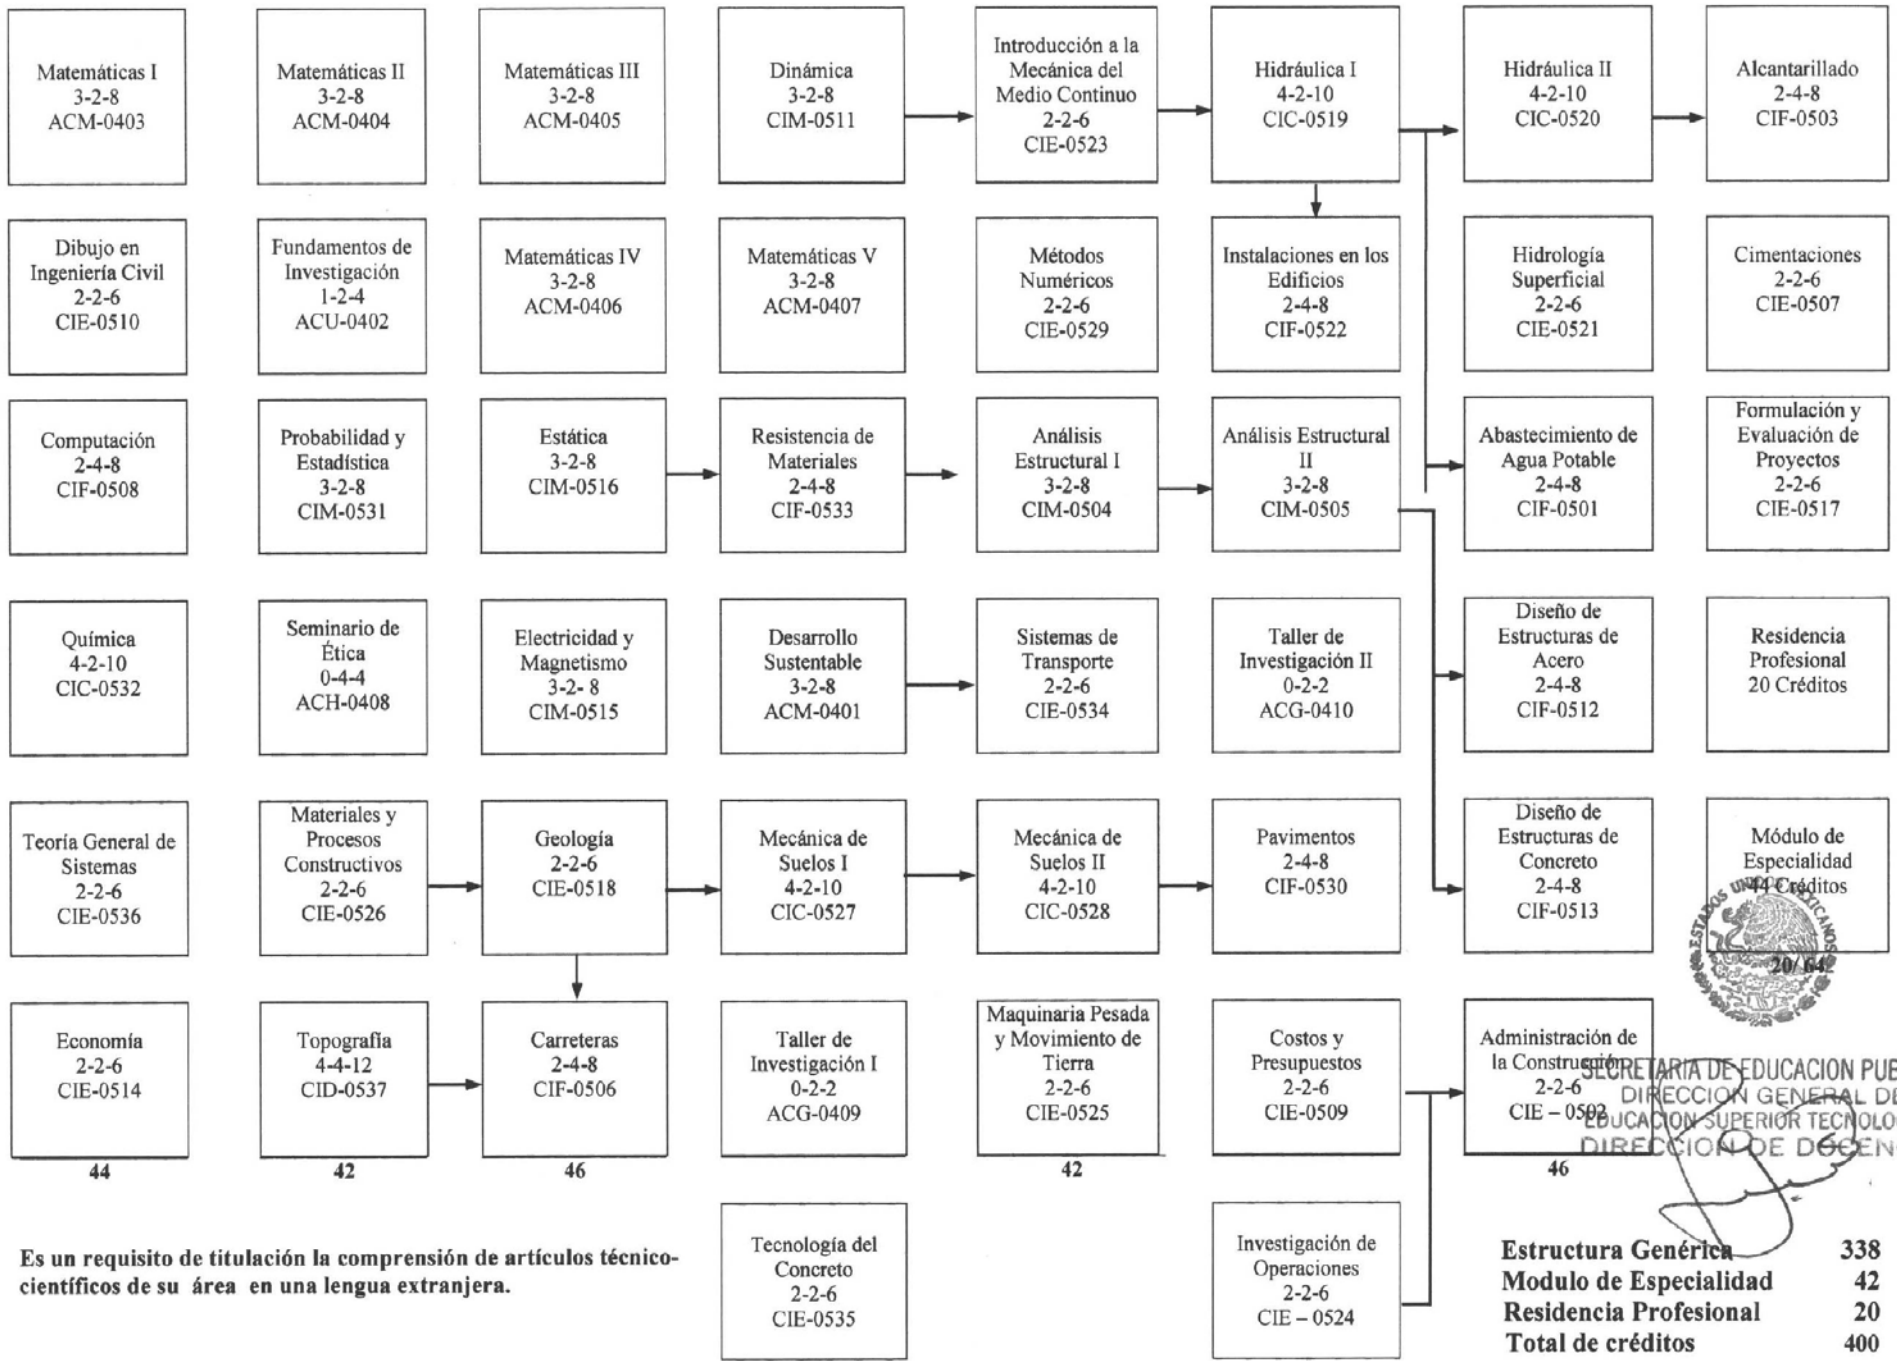 Matemáticas I
3-2-8
ACM-0403
Matemáticas II
3-2-8
ACM-0404
Matemáticas III
3-2-8
ACM-0405
Dinámica
3-2-8
CIM-0511
Introducción a la
Mecánica del
Medio Continuo
2-2-6
CIE-0523
Hidráulica I
4-2-10
CIC-0519
Hidráulica II
4-2-10
CIC-0520
Alcantarillado
2-4-8
CIF-0503
Dibujo en
Ingeniería Civil
2-2-6
CIE-0510
Fundamentos de
Investigación
1-2-4
ACU-0402
Matemáticas IV
3-2-8
ACM-0406
Matemáticas V
3-2-8
ACM-0407
Métodos
Numéricos
2-2-6
CIE-0529
Instalaciones en los
Edificios
2-4-8
CIF-0522
Hidrología
Superficial
2-2-6
CIE-0521
Cimentaciones
2-2-6
CIE-0507
Computación
2-4-8
CIF-0508
Probabilidad y
Estadística
3-2-8
CIM-0531
Estática
3-2-8
CIM-0516
Resistencia de
Materiales
2-4-8
CIF-0533
Análisis
Estructural I
3-2-8
CIM-0504
Análisis Estructural
II
3-2-8
CIM-0505
Abastecimiento de
Agua Potable
2-4-8
CIF-0501
Formulación y
Evaluación de
Proyectos
2-2-6
CIE-0517
Química
4-2-10
CIC-0532
Seminario de
Ética
0-4-4
ACH-0408
Electricidad y
Magnetismo
3-2- 8
CIM-0515
Desarrollo
Sustentable
3-2-8
ACM-0401
Sistemas de
Transporte
2-2-6
CIE-0534
Taller de
Investigación II
0-2-2
ACG-0410
Diseño de
Estructuras de
Acero
2-4-8
CIF-0512
Residencia
Profesional
20 Créditos
Teoría General de
Sistemas
2-2-6
CIE-0536
Materiales y
Procesos
Constructivos
2-2-6
CIE-0526
Geología
2-2-6
CIE-0518
Mecánica de
Suelos I
4-2-10
CIC-0527
Mecánica de
Suelos II
4-2-10
CIC-0528
Pavimentos
2-4-8
CIF-0530
Diseño de
Estructuras de
Concreto
2-4-8
CIF-0513
Módulo de
Especialidad
44 Créditos
ESTADOS UNIDOS MEXICANOS
20/ 64
Economía
2-2-6
CIE-0514
Topografía
4-4-12
CID-0537
Carreteras
2-4-8
CIF-0506
Taller de
Investigación I
0-2-2
ACG-0409
Maquinaria Pesada
y Movimiento de
Tierra
2-2-6
CIE-0525
Costos y
Presupuestos
2-2-6
CIE-0509
Administración de
la Construcción
2-2-6
CIE – 0502
SECRETARIA DE EDUCACION PUB
DIRECCION GENERAL DE
EDUCACION SUPERIOR TECNOLO
DIRECCION DE DOCEN
44
42
46
42
46
Tecnología del
Concreto
2-2-6
CIE-0535
Investigación de
Operaciones
2-2-6
CIE – 0524
Es un requisito de titulación la comprensión de artículos técnico-
científicos de su área en una lengua extranjera.
Estructura Genérica 338
Modulo de Especialidad 42
Residencia Profesional 20
Total de créditos 400